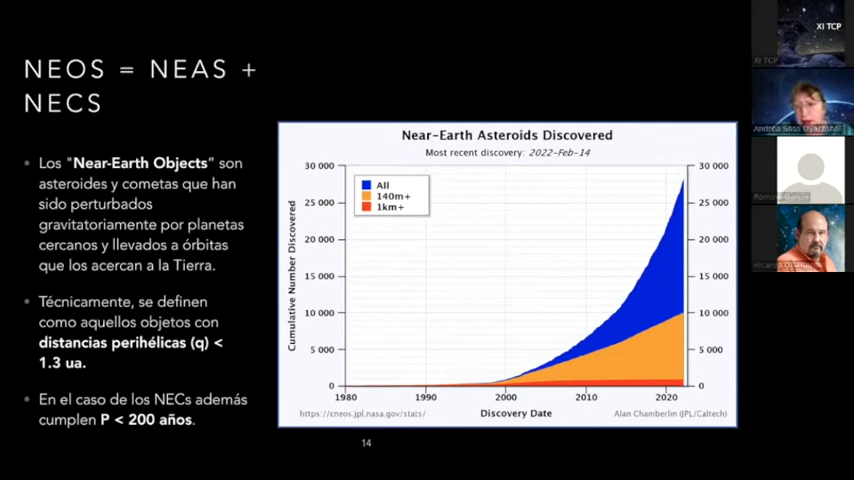 NEOS = NEAS +
NECS
Los "Near-Earth Objects" son
asteroides y cometas que han
sido perturbados
gravitatoriamente por planetas
cercanos y llevados a órbitas
que los acercan a la Tierra.
Técnicamente, se definen
como aquellos objetos con
distancias perihélicas (q) <
1.3 ua.
En el caso de los NECs además
cumplen P < 200 años.
Near-Earth Asteroids Discovered
Most recent discovery: 2022-Feb-14
All
140m+
1km+
Cumulative Number Discovered
30 000
25 000
20 000
15 000
10 000
5 000
0
30 000
25 000
20 000
15 000
10 000
5 000
0
1980 1990 2000 2010 2020
https://cneos.jpl.nasa.gov/stats/ Discovery Date Alan Chamberlin (JPL/Caltech)
14
XI TCP
XI TCP
Andrea Sosa Oyarzabal